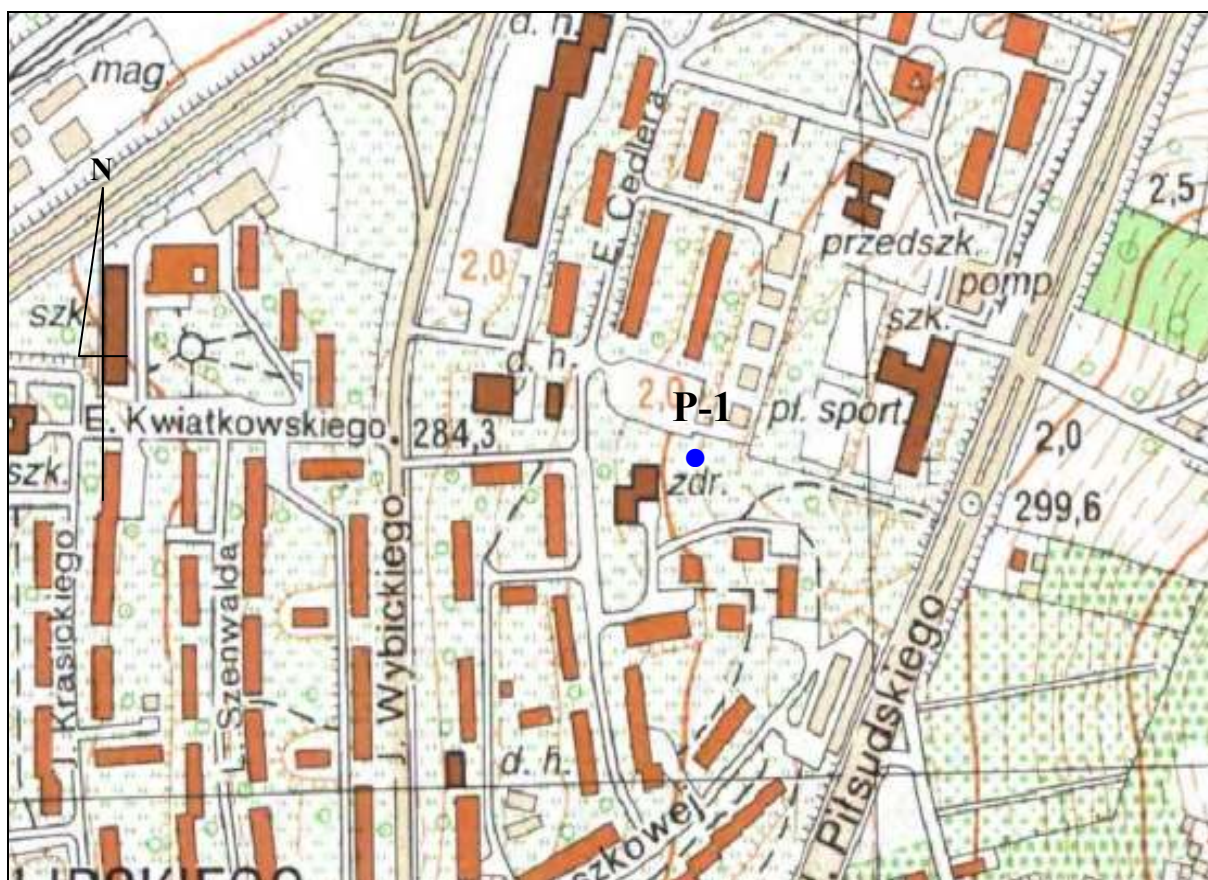 d. h.
mag.
N
E. Cedlera
2,5
2,0
przedszk.
pomp.
szk.
szk.
d. h.
2,0
P-1
pł. sport.
E. Kwiatkowskiego
284,3
2,0
szk.
zdr.
299,6
J. Krasickiego
L. Szenwalda
J. Wybickiego
d. h.
Piłsudskiego
szkowej